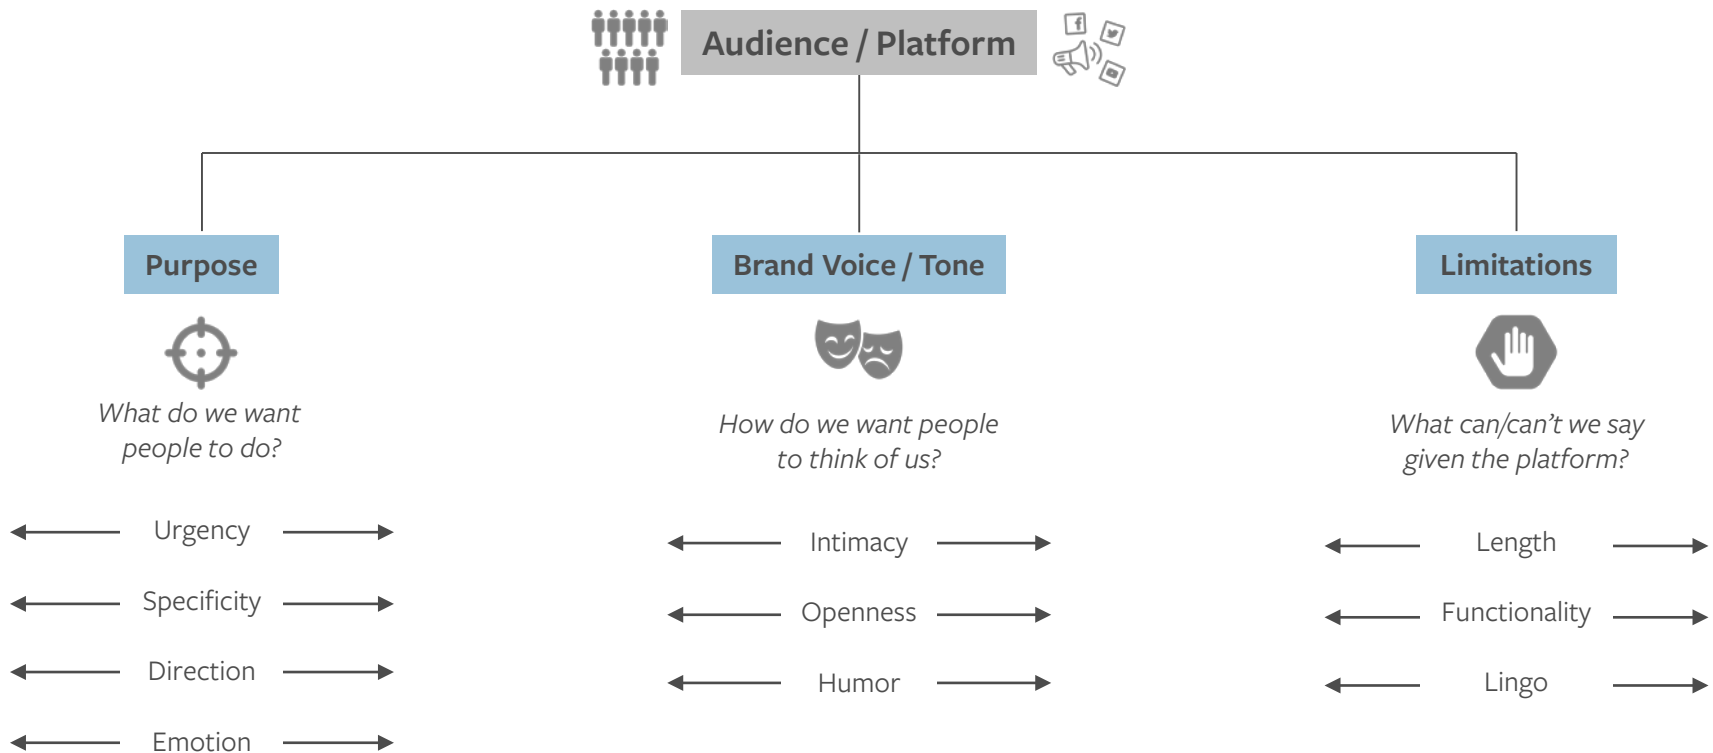 Audience / Platform
Purpose
Brand Voice / Tone
Limitations
What do we want
people to do?
How do we want people
to think of us?
What can/can't we say
given the platform?
Urgency
Specificity
Direction
Emotion
Intimacy
Openness
Humor
Length
Functionality
Lingo